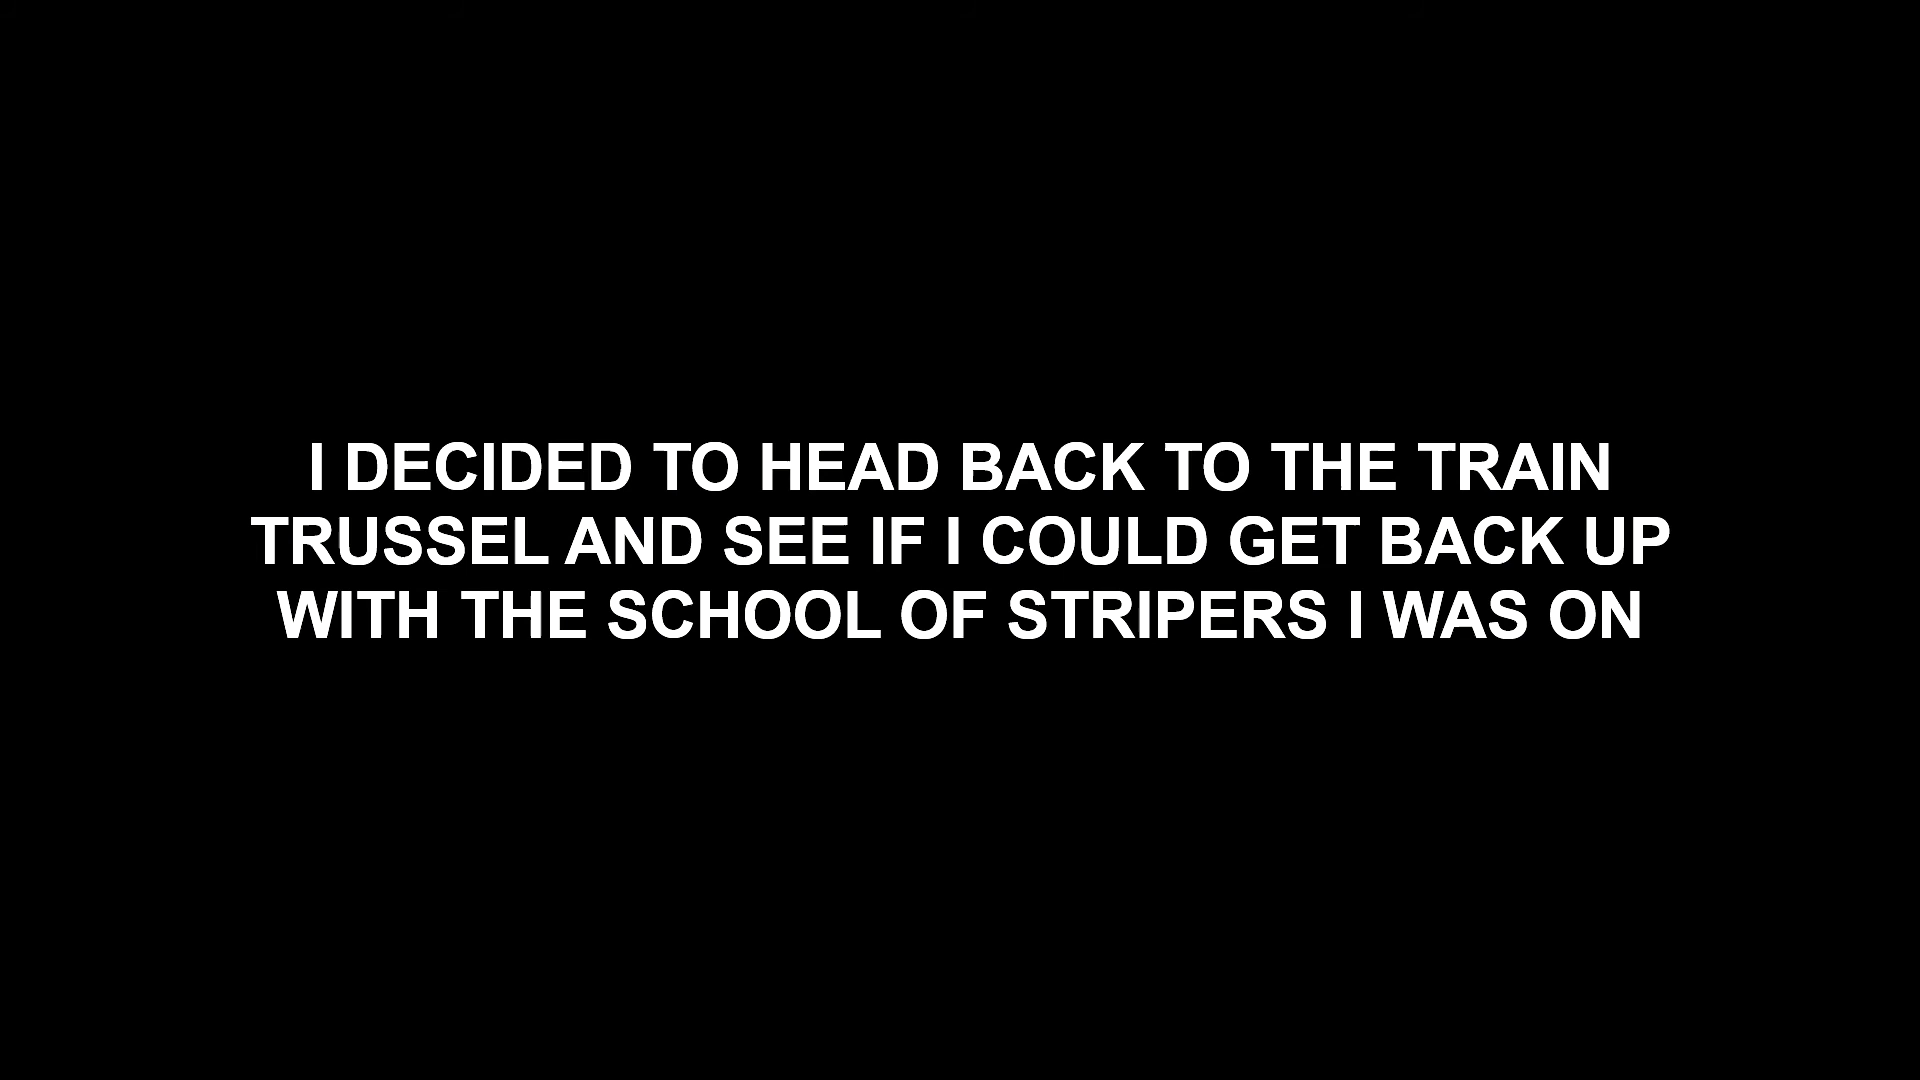 I DECIDED TO HEAD BACK TO THE TRAIN
TRUSSEL AND SEE IF I COULD GET BACK UP
WITH THE SCHOOL OF STRIPERS I WAS ON